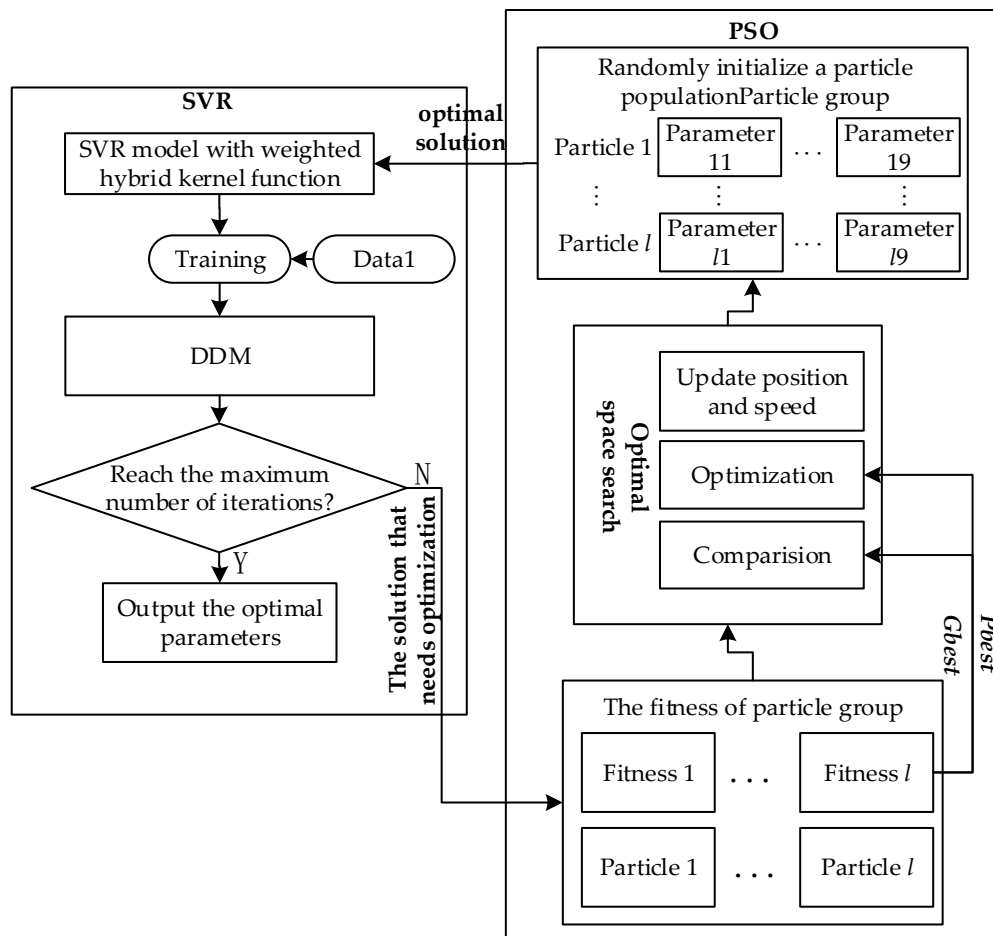 SVR
SVR model with weighted
hybrid kernel function
Training
Data1
DDM
Reach the maximum
number of iterations?
N
Y
Output the optimal
parameters
The solution that
needs optimization
optimal
solution
PSO
Randomly initialize a particle
populationParticle group
Particle 1
Parameter
11
. . .
Parameter
19
...
...
...
Particle l
Parameter
l1
. . .
Parameter
l9
Optimal
space search
Update position
and speed
Optimization
Comparision
Pbest
Gbest
The fitness of particle group
Fitness 1
. . .
Fitness l
Particle 1
. . .
Particle l